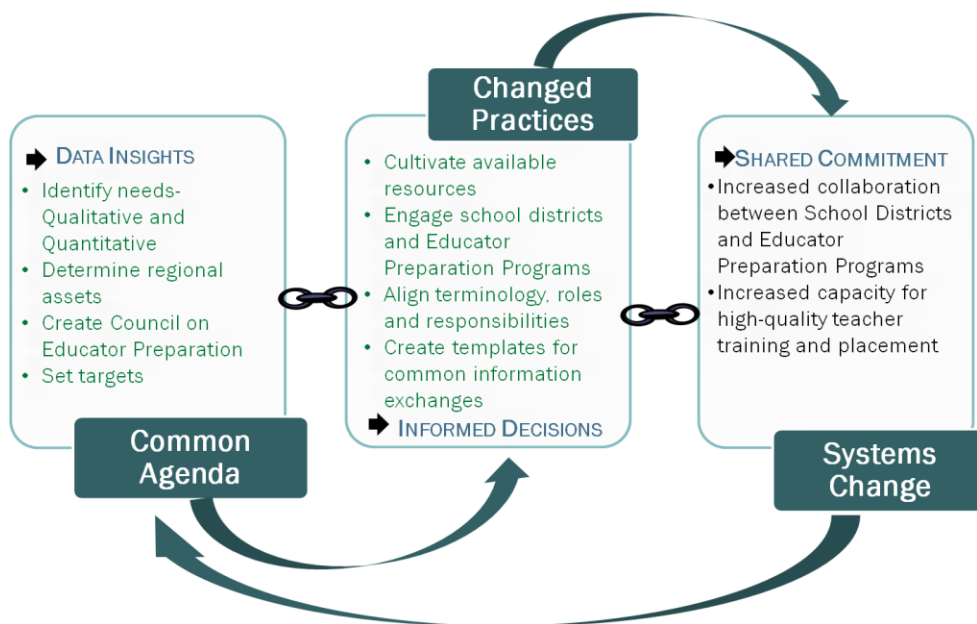 DATA INSIGHTS
• Identify needs-
Qualitative and
Quantitative
• Determine regional
assets
• Create Council on
Educator Preparation
• Set targets
Common
Agenda
Changed
Practices
• Cultivate available
resources
• Engage school districts
and Educator
Preparation Programs
• Align terminology, roles
and responsibilities
• Create templates for
common information
exchanges
INFORMED DECISIONS
SHARED COMMITMENT
•Increased collaboration
between School Districts
and Educator
Preparation Programs
•Increased capacity for
high-quality teacher
training and placement
Systems
Change